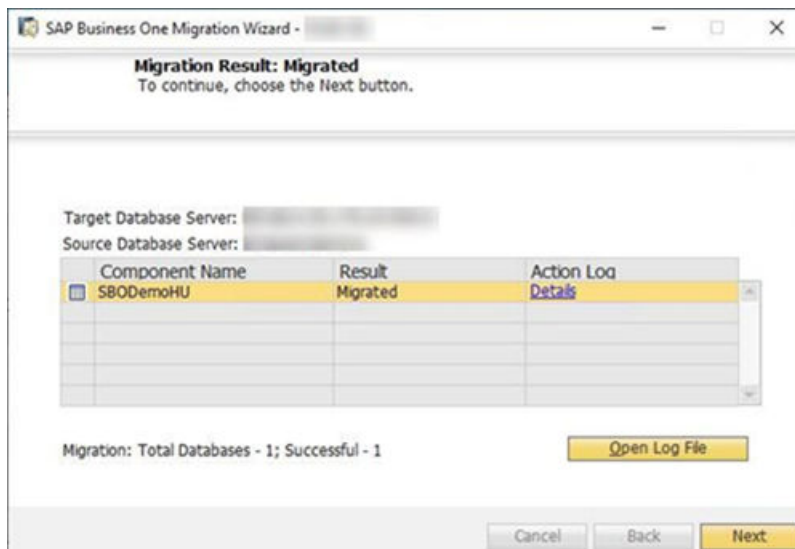 SAP Business One Migration Wizard -
Migration Result: Migrated
To continue, choose the Next button.
Target Database Server:
Source Database Server:
Component Name Result Action Log
SBODemoHU Migrated Details
Migration: Total Databases - 1; Successful - 1
Open Log File
Cancel Back Next